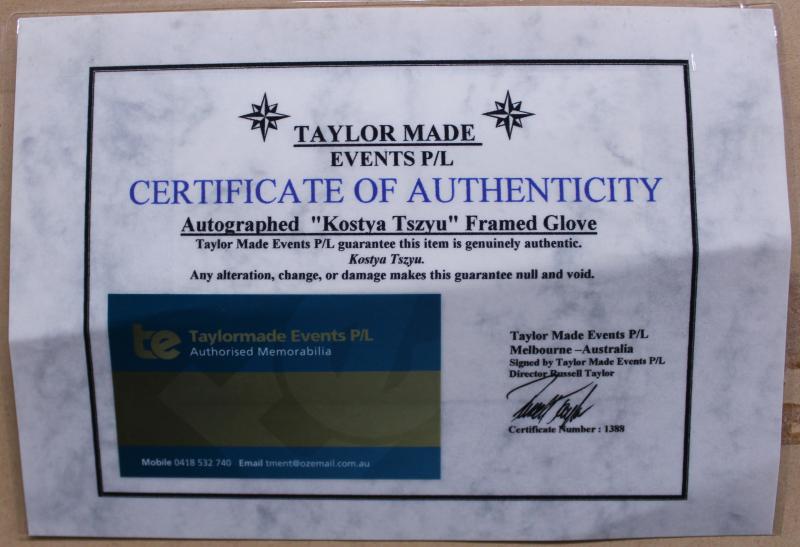 TAYLOR MADE
EVENTS P/L
CERTIFICATE OF AUTHENTICITY
Autographed "Kostya Tszyu" Framed Glove
Taylor Made Events P/L guarantee this item is genuinely authentic.
Kostya Tszyu.
Any alteration, change, or damage makes this guarantee null and void.
te Taylormade Events P/L
Authorised Memorabilia
Mobile 0418 532 740 Email tment@ozemail.com.au
Taylor Made Events P/L
Melbourne –Australia
Signed by Taylor Made Events P/L
Director Russell Taylor
Certificate Number : 1388